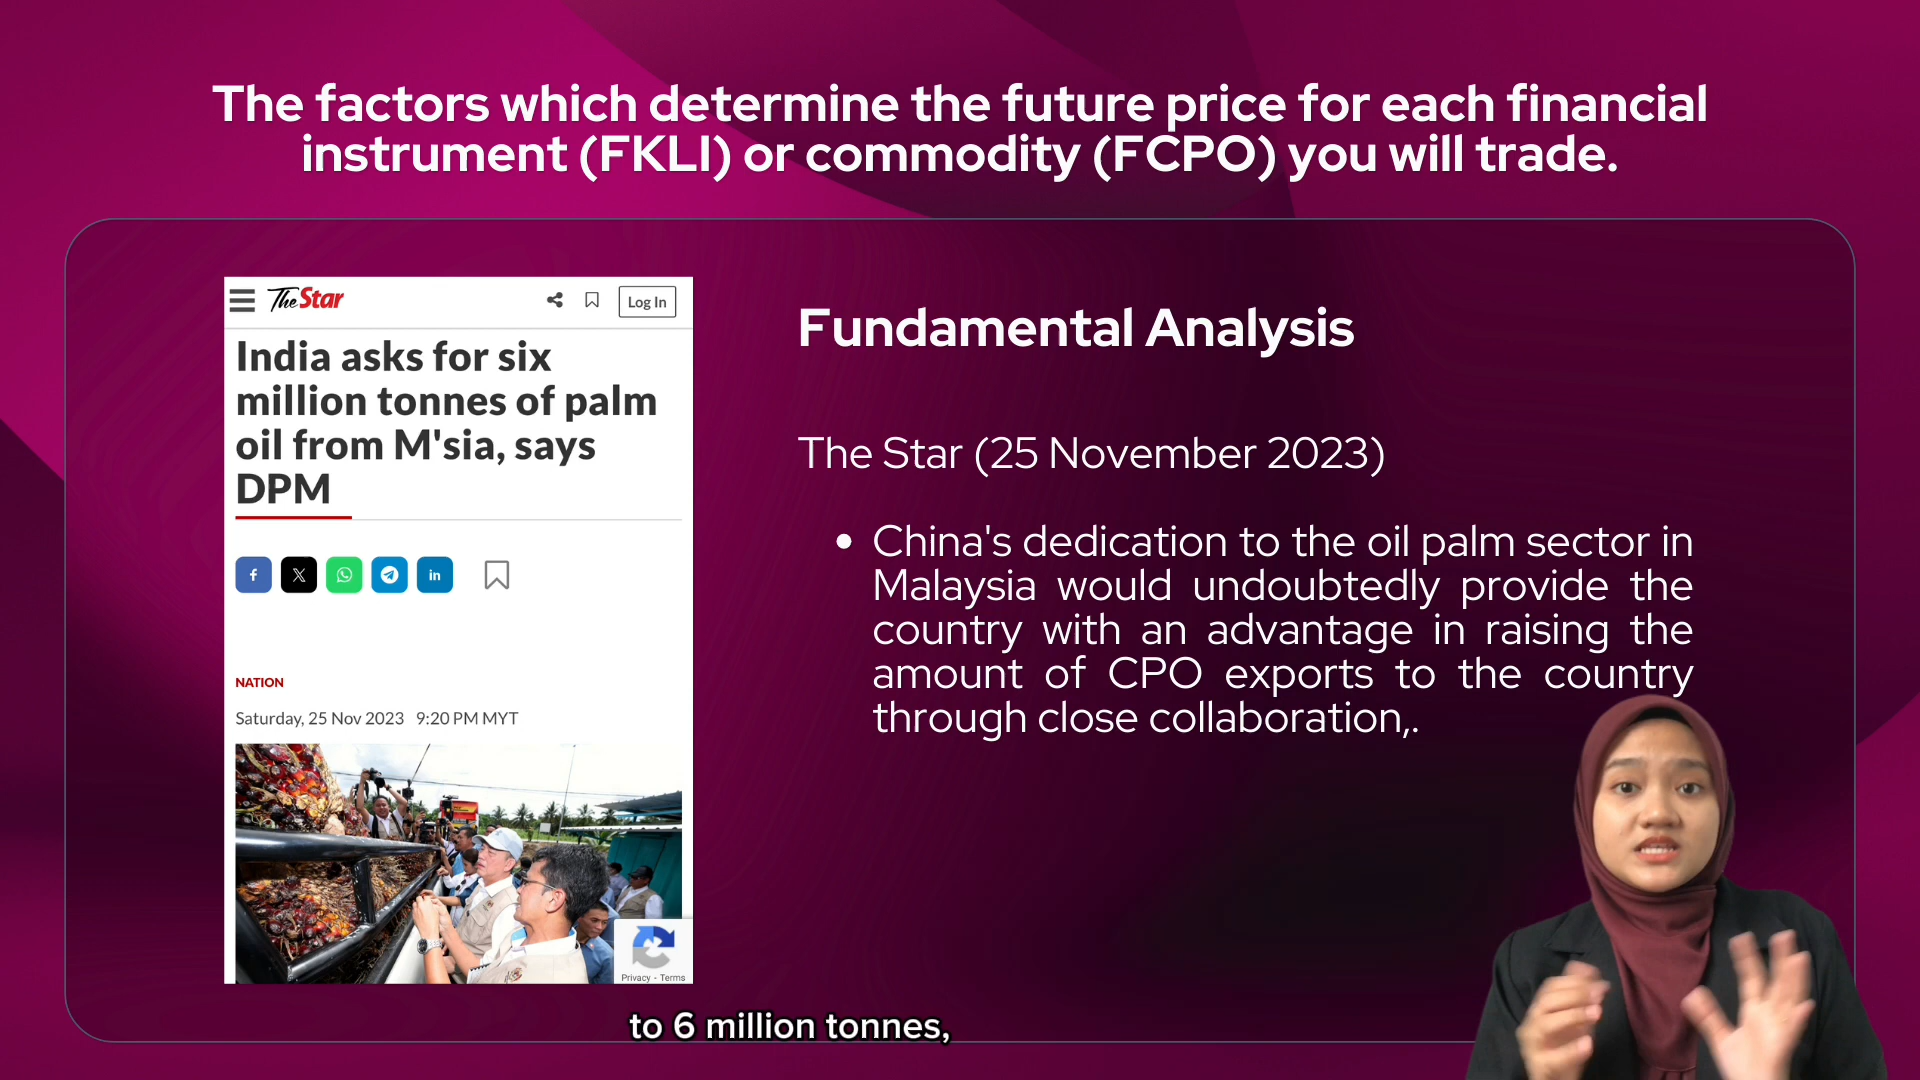 The factors which determine the future price for each financial
instrument (FKLI) or commodity (FCPO) you will trade.
The Star
Log In
India asks for six
million tonnes of palm
oil from M'sia, says
DPM
NATION
Saturday, 25 Nov 2023 9:20 PM MYT
Privacy - Terms
Fundamental Analysis
The Star (25 November 2023)
• China's dedication to the oil palm sector in
Malaysia would undoubtedly provide the
country with an advantage in raising the
amount of CPO exports to the country
through close collaboration,.
to 6 million tonnes,